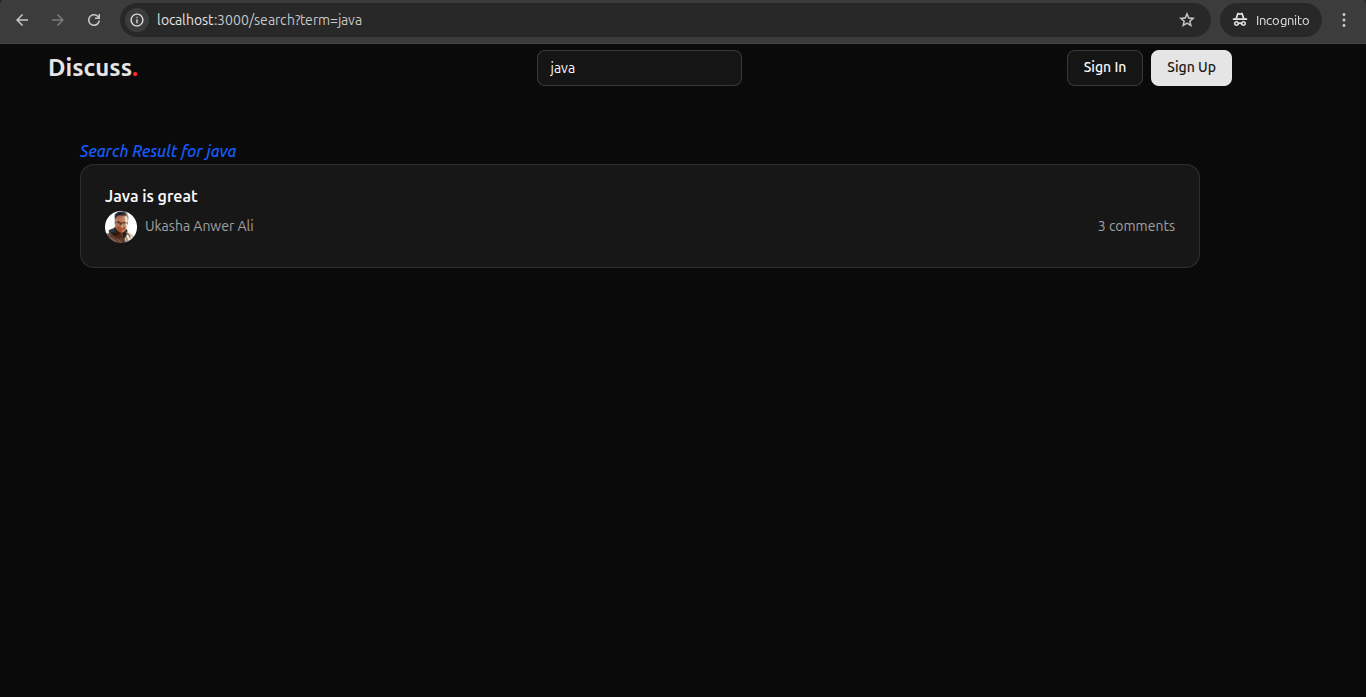 localhost:3000/search?term=java
Incognito
Discuss.
java
Sign In
Sign Up
Search Result for java
Java is great
Ukasha Anwer Ali
3 comments